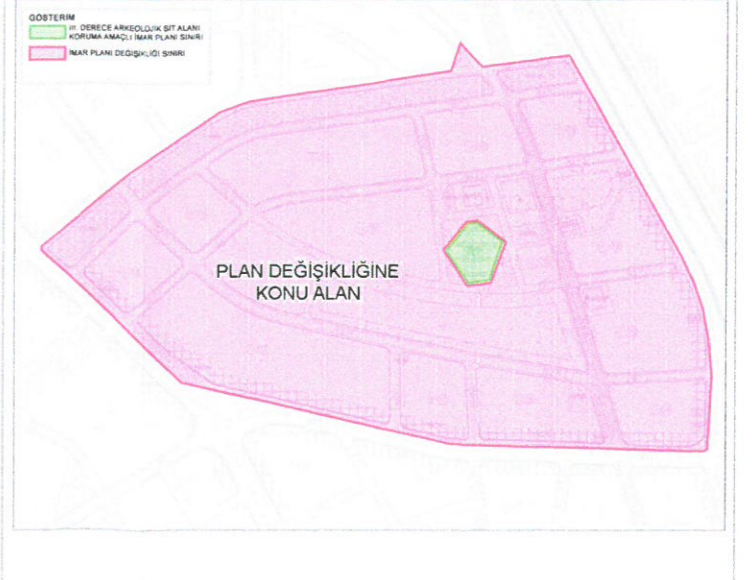 GÖSTERİM
III. DERECE ARKEOLOJİK SİT ALANI
KORUMA AMAÇLI İMAR PLANI SINIRI
İMAR PLANI DEĞİŞİKLİĞİ SINIRI
PLAN DEĞİŞİKLİĞİNE
KONU ALAN